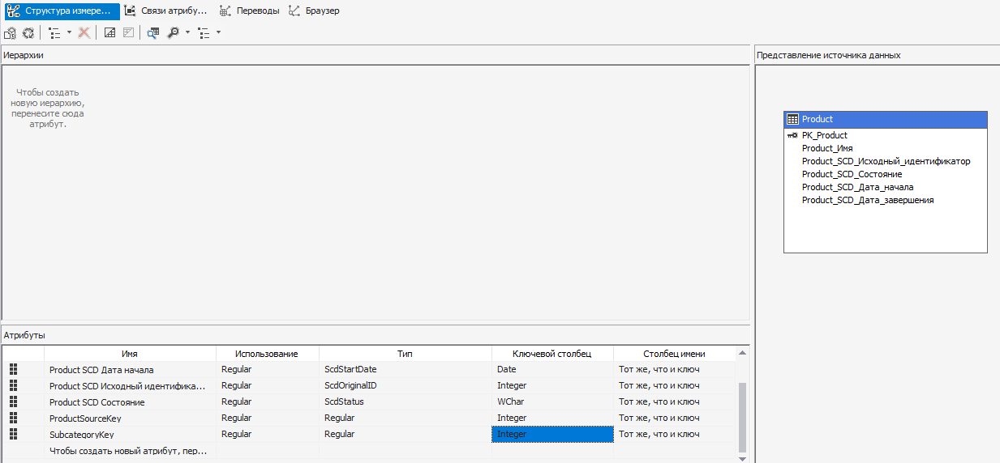 Структура измере... Связи атрибу... Переводы Браузер
Иерархии
Чтобы создать
новую иерархию,
перенесите сюда
атрибут.
Представление источника данных
Product
PK_Product
Product_Имя
Product_SCD_Исходный_идентификатор
Product_SCD_Состояние
Product_SCD_Дата_начала
Product_SCD_Дата_завершения
Атрибуты
Имя Использование Тип Ключевой столбец Столбец имени
Product SCD Дата начала Regular ScdStartDate Date Тот же, что и ключ
Product SCD Исходный идентифика... Regular ScdOriginalID Integer Тот же, что и ключ
Product SCD Состояние Regular ScdStatus WChar Тот же, что и ключ
ProductSourceKey Regular Regular Integer Тот же, что и ключ
SubcategoryKey Regular Regular Integer Тот же, что и ключ
Чтобы создать новый атрибут, пер...